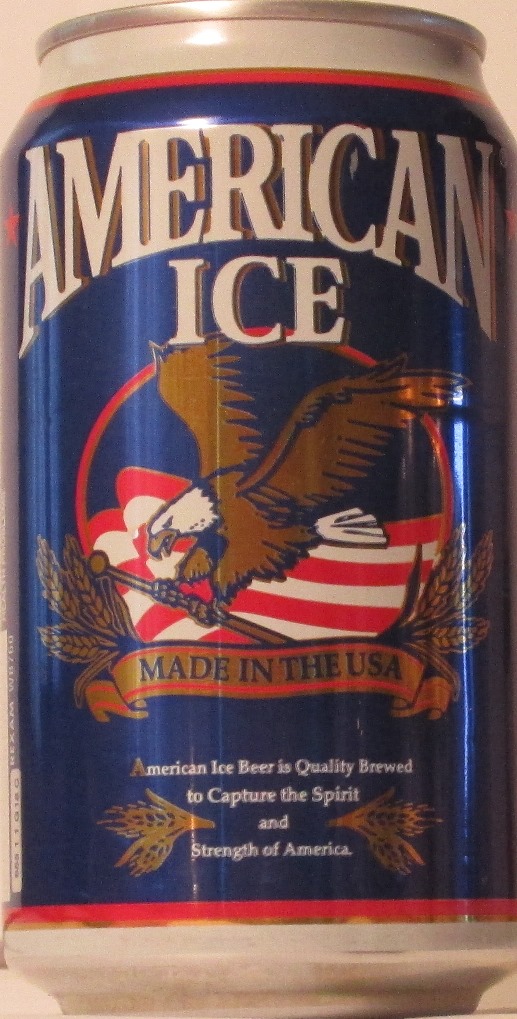 AMERICAN
ICE
MADE IN THE USA
American Ice Beer is Quality Brewed
to Capture the Spirit
and
Strength of America.
REXAM